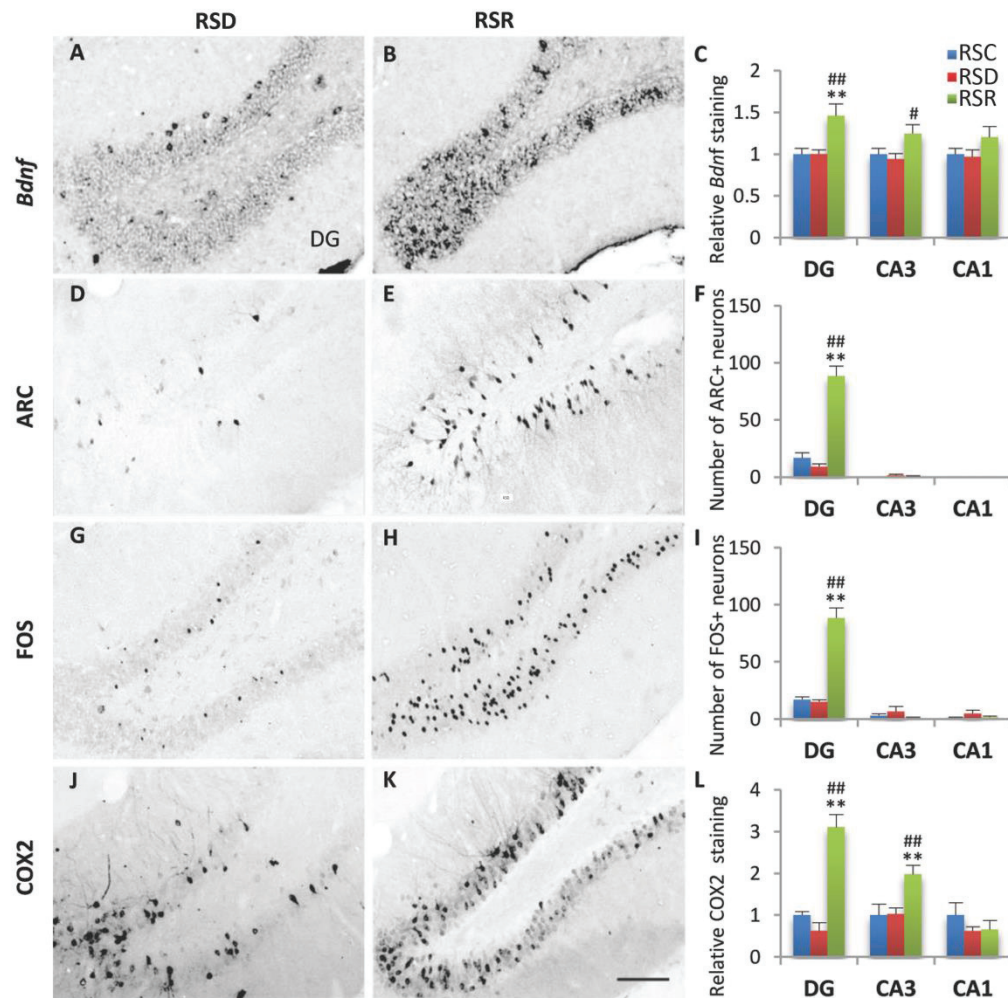 RSD RSR
A B C
RSC
RSD
RSR
Bdnf
DG
Relative Bdnf staining
2
1.5
1
0.5
0
##
**
#
DG CA3 CA1
D E F
ARC
Number of ARC+ neurons
150
100
50
0
##
**
DG CA3 CA1
G H I
FOS
Number of FOS+ neurons
150
100
50
0
##
**
DG CA3 CA1
J K L
COX2
Relative COX2 staining
4
3
2
1
0
##
**
##
**
DG CA3 CA1